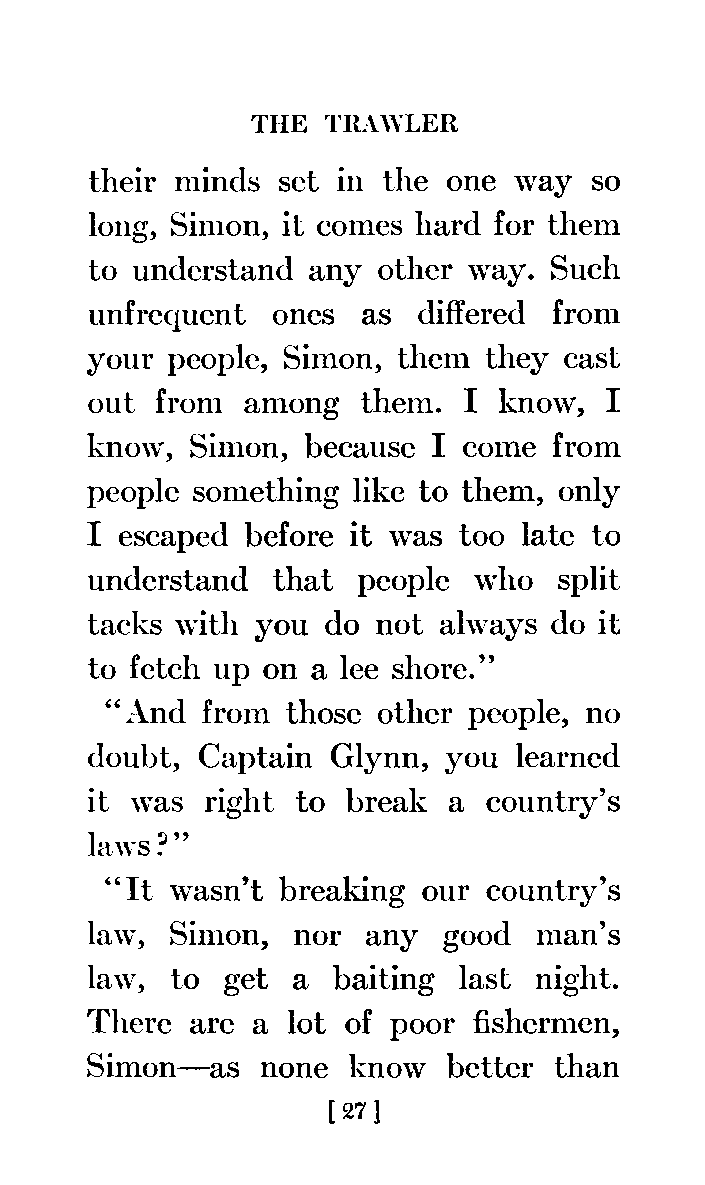 THE TRAWLER
their minds set in the one way so
long, Simon, it comes hard for them
to understand any other way. Such
unfrequent ones as differed from
your people, Simon, them they cast
out from among them. I know, I
know, Simon, because I come from
people something like to them, only
I escaped before it was too late to
understand that people who split
tacks with you do not always do it
to fetch up on a lee shore.”
“And from those other people, no
doubt, Captain Glynn, you learned
it was right to break a country’s
laws?”
“It wasn’t breaking our country’s
law, Simon, nor any good man’s
law, to get a baiting last night.
There are a lot of poor fishermen,
Simon—as none know better than
[ 27 ]